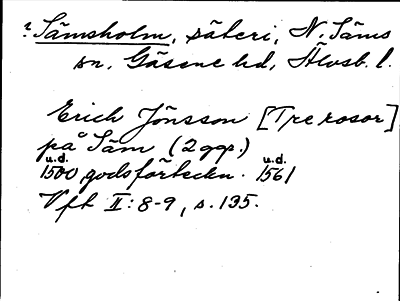 ? Sämsholm, säteri, N. Säms
sn, Gäsene hd, Älvsb. l.
Erich Jönsson [Tre rosor]
på Säm (2 ggr.)
u.d. u.d.
1500 godsförteckn. 1561
Vft II: 8-9, s. 135.